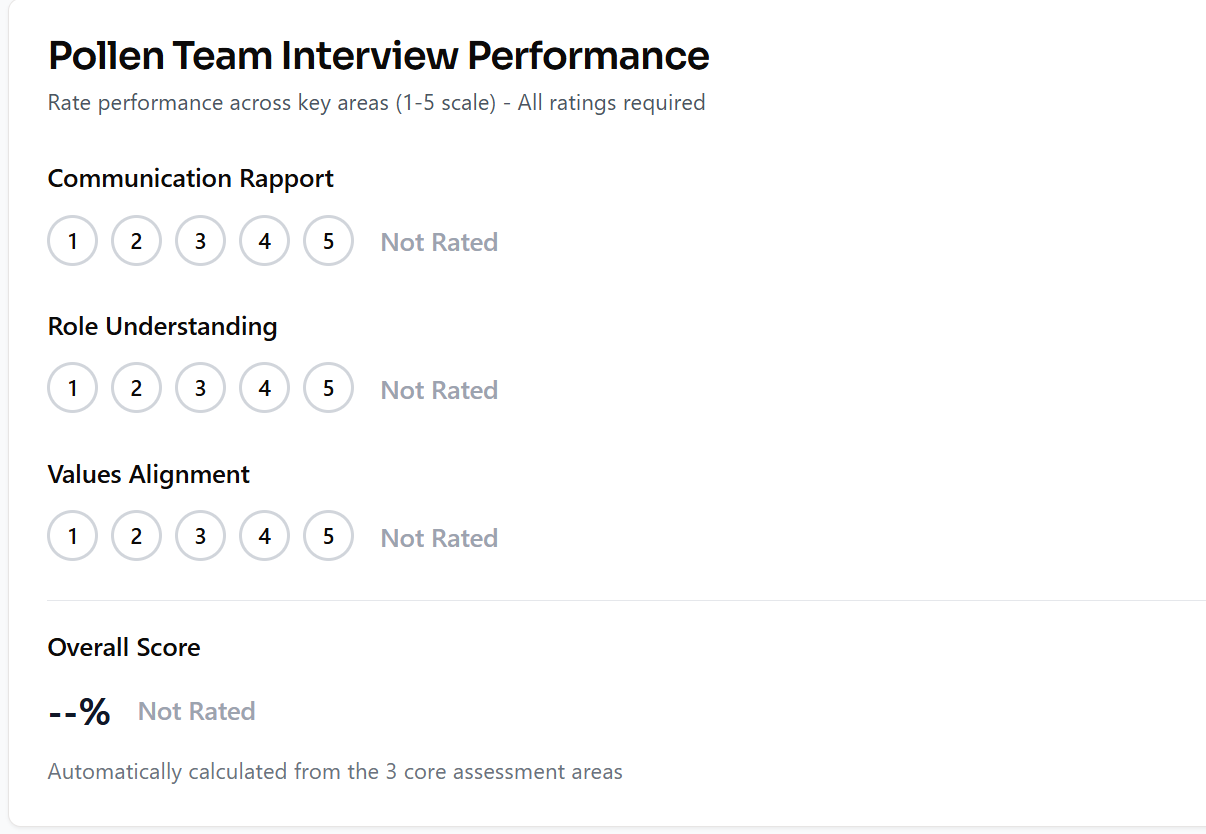 Pollen Team Interview Performance
Rate performance across key areas (1-5 scale) - All ratings required
Communication Rapport
1 2 3 4 5 Not Rated
Role Understanding
1 2 3 4 5 Not Rated
Values Alignment
1 2 3 4 5 Not Rated
Overall Score
--% Not Rated
Automatically calculated from the 3 core assessment areas